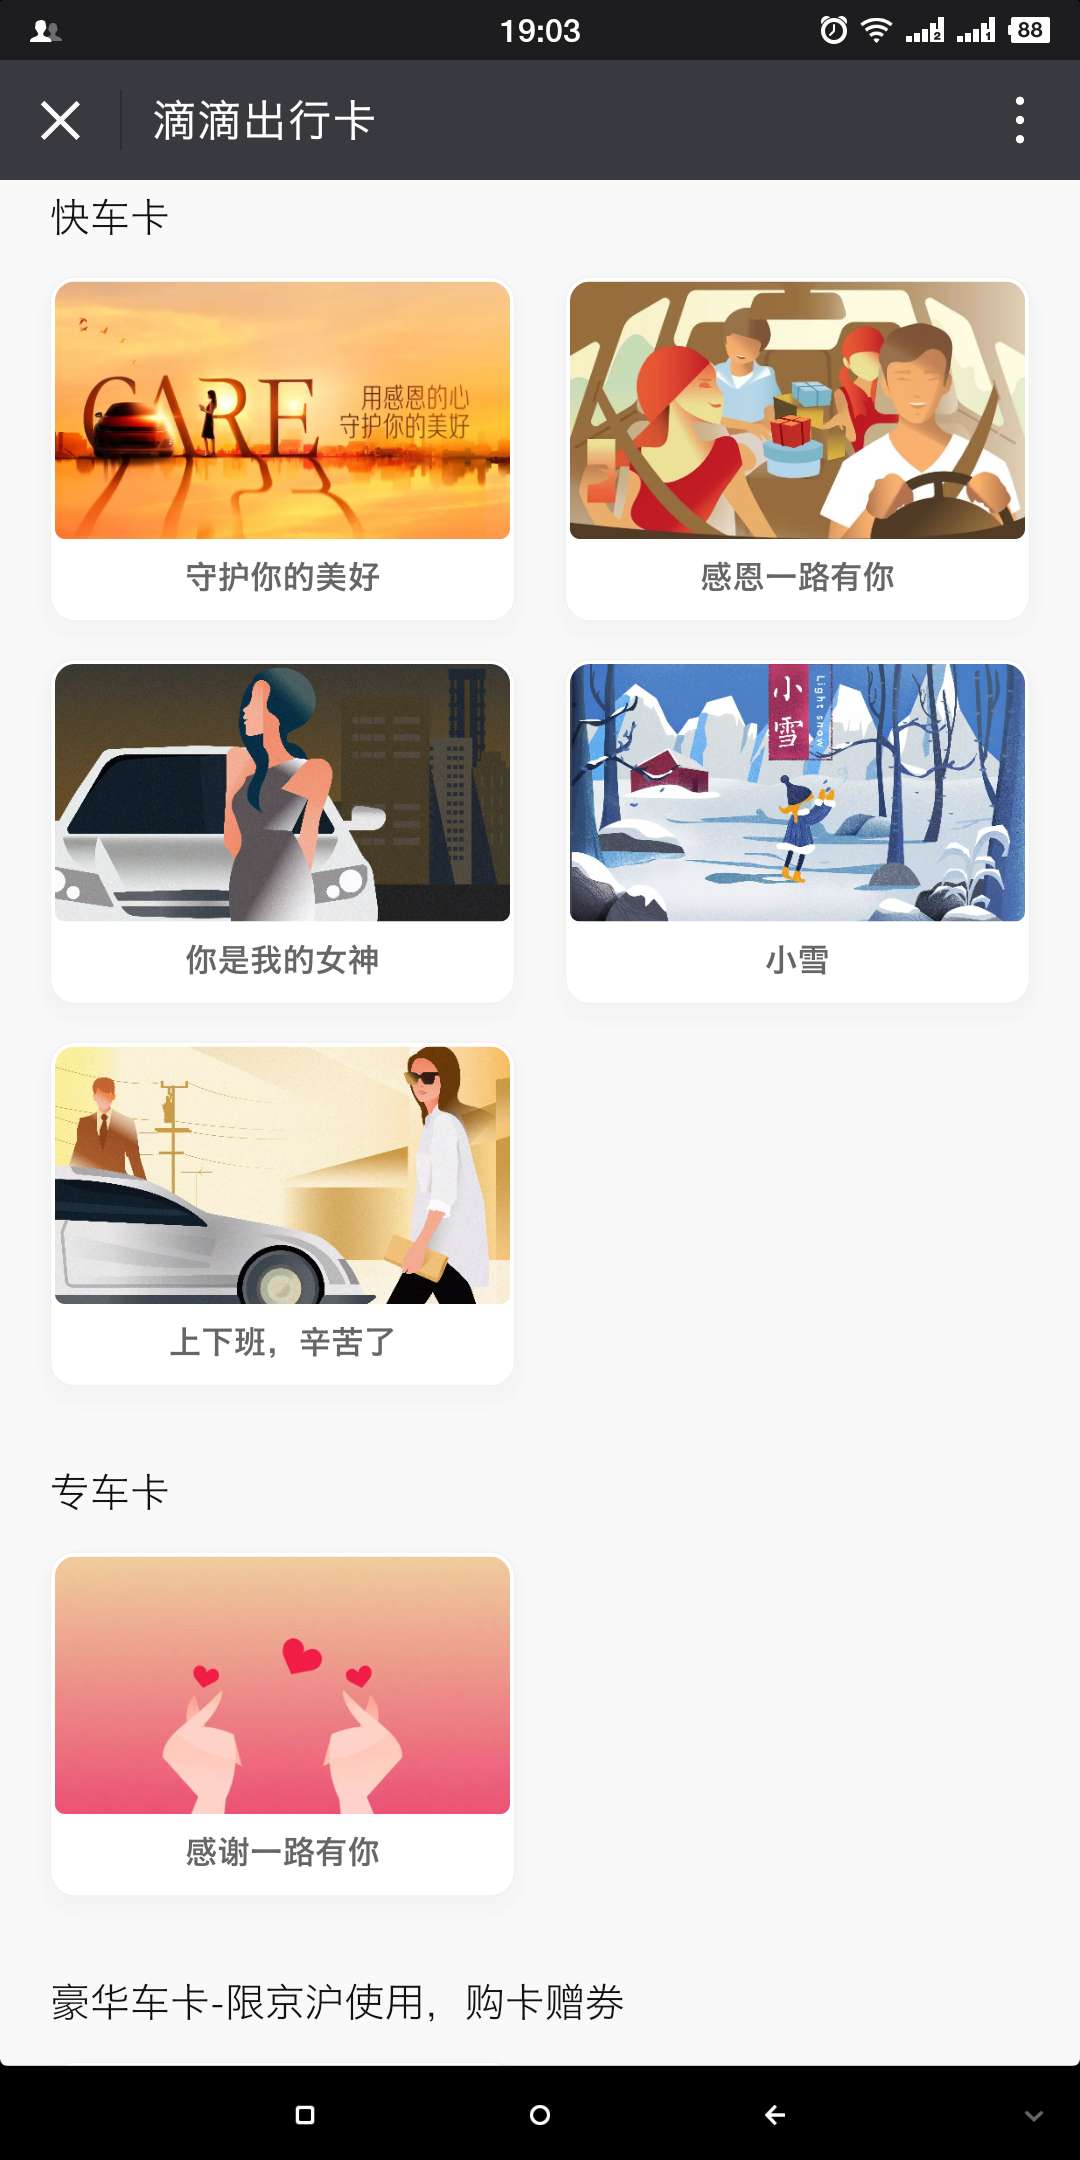 19:03
2
1
88
滴滴出行卡
快车卡
CARE
用感恩的心
守护你的美好
守护你的美好
感恩一路有你
小雪
Light snow
你是我的女神
小雪
上下班，辛苦了
专车卡
感谢一路有你
豪华车卡-限京沪使用，购卡赠券